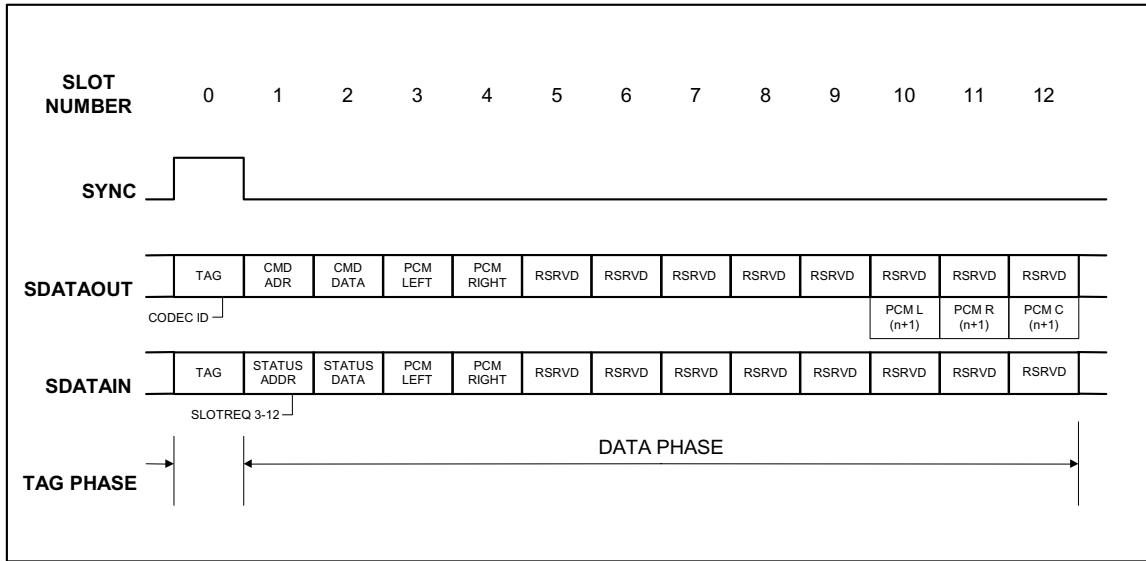 SLOT
NUMBER
0 1 2 3 4 5 6 7 8 9 10 11 12
SYNC
SDATAOUT
TAG
CMD
ADR
CMD
DATA
PCM
LEFT
PCM
RIGHT
RSRVD RSRVD RSRVD RSRVD RSRVD RSRVD RSRVD RSRVD
CODEC ID
PCM L
(n+1)
PCM R
(n+1)
PCM C
(n+1)
SDATAIN
TAG
STATUS
ADDR
STATUS
DATA
PCM
LEFT
PCM
RIGHT
RSRVD RSRVD RSRVD RSRVD RSRVD RSRVD RSRVD RSRVD
SLOTREQ 3-12
DATA PHASE
TAG PHASE